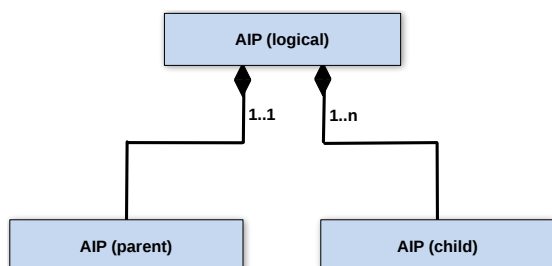 AIP (logical)
1..1
1..n
AIP (parent)
AIP (child)